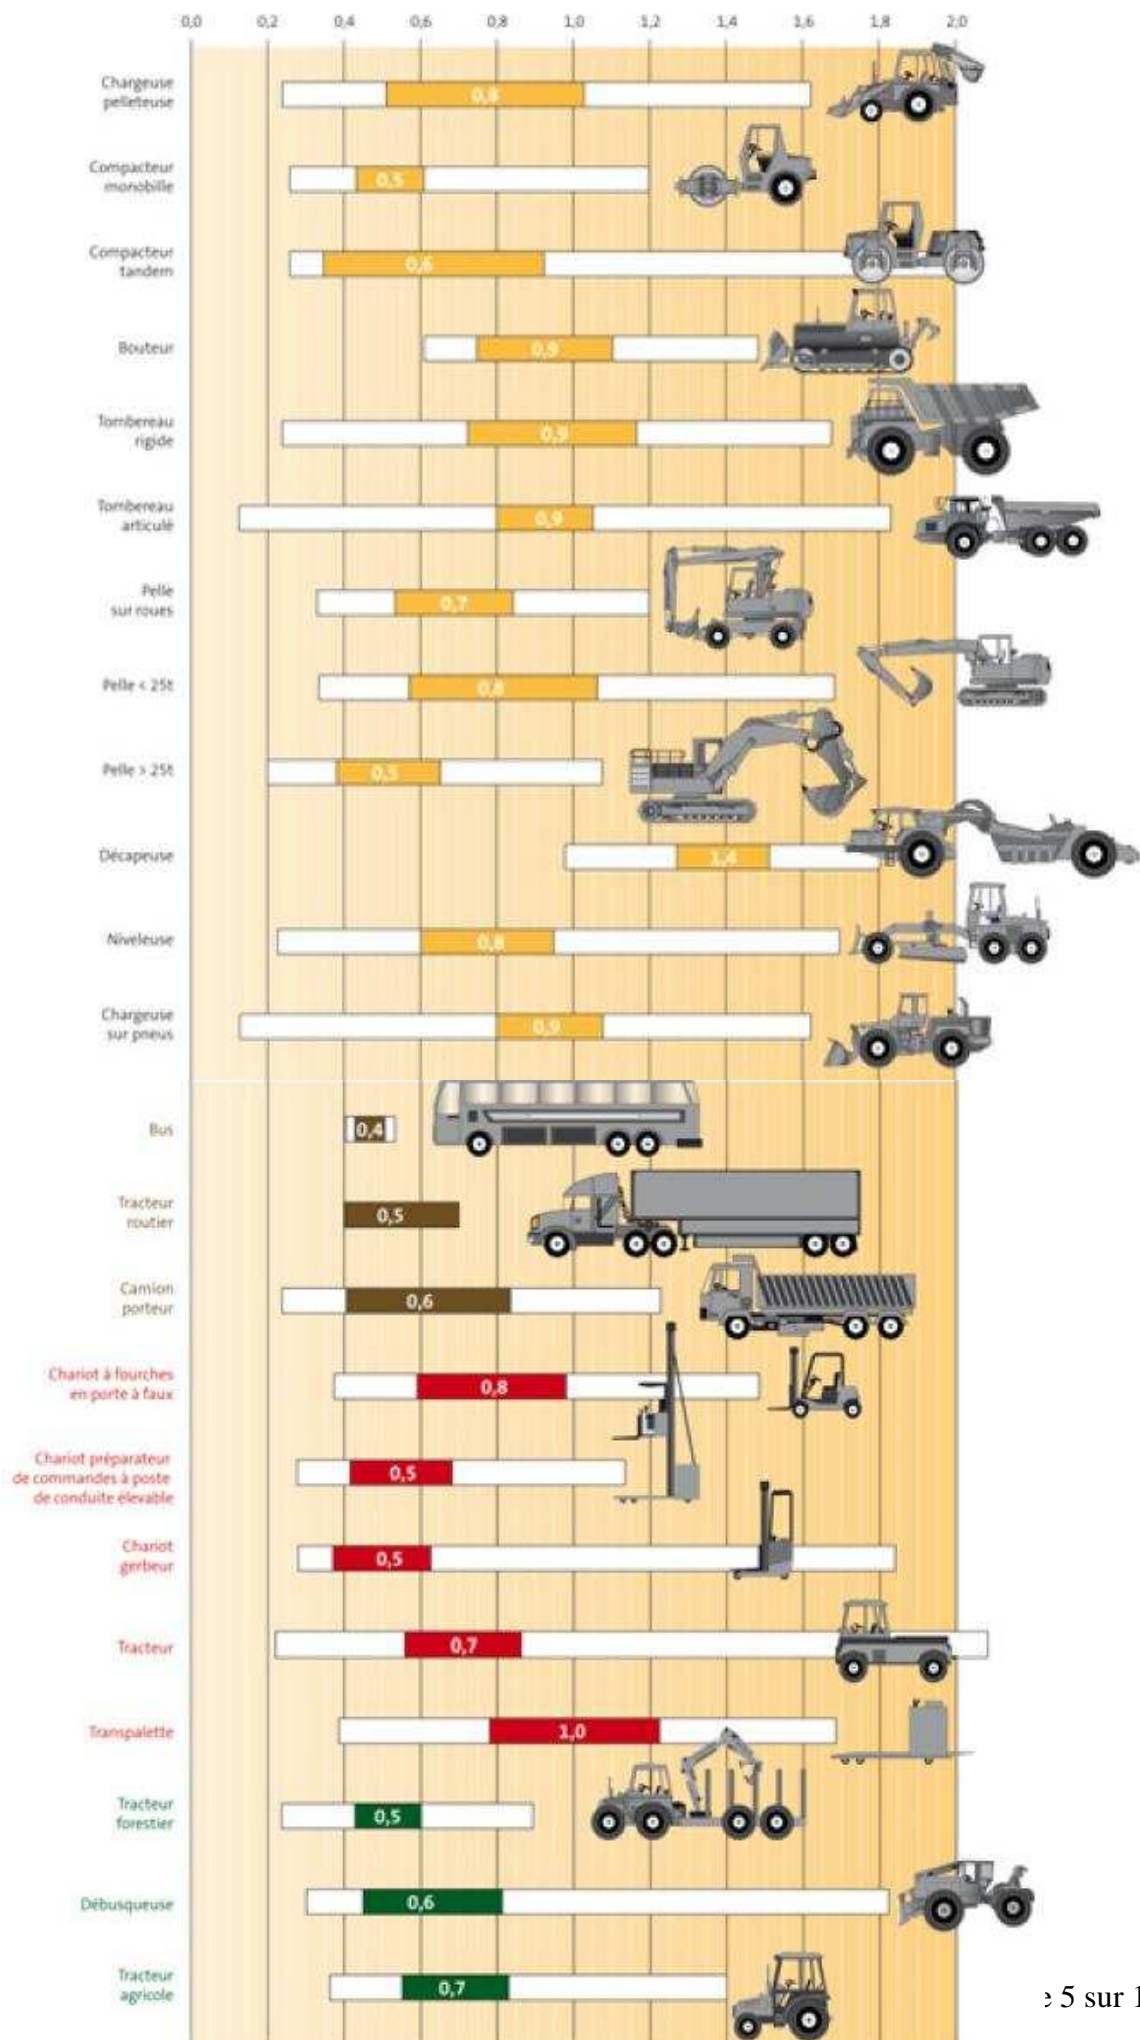 0,0 0,2 0,4 0,6 0,8 1,0 1,2 1,4 1,6 1,8 2,0
Chargeuse
pelleteuse
0,8
Compacteur
monobille
0,5
Compacteur
tandem
0,6
Bouteur
0,9
Tombereau
rigide
0,9
Tombereau
articulé
0,9
Pelle
sur roues
0,7
Pelle < 25t
0,8
Pelle > 25t
0,5
Décapeuse
1,4
Niveleuse
0,8
Chargeuse
sur pneus
0,9
Bus
0,4
Tracteur
routier
0,5
Camion
porteur
0,6
Chariot à fourches
en porte à faux
0,8
Chariot préparateur
de commandes à poste
de conduite élevable
0,5
Chariot
gerbeur
0,5
Tracteur
0,7
Transpalette
1,0
Tracteur
forestier
0,5
Débusqueuse
0,6
Tracteur
agricole
0,7
e 5 sur 1